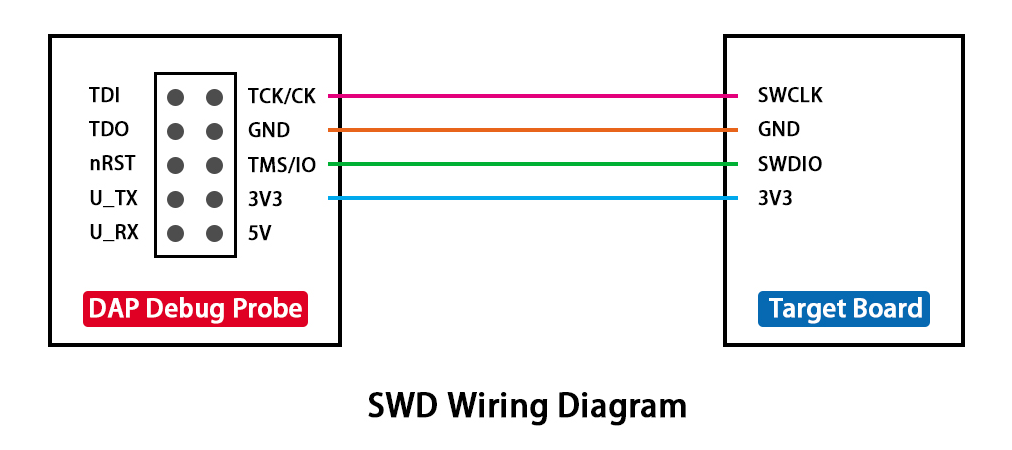 TDI TCK/CK SWCLK
TDO GND GND
nRST TMS/IO SWDIO
U_TX 3V3 3V3
U_RX 5V
DAP Debug Probe Target Board
SWD Wiring Diagram